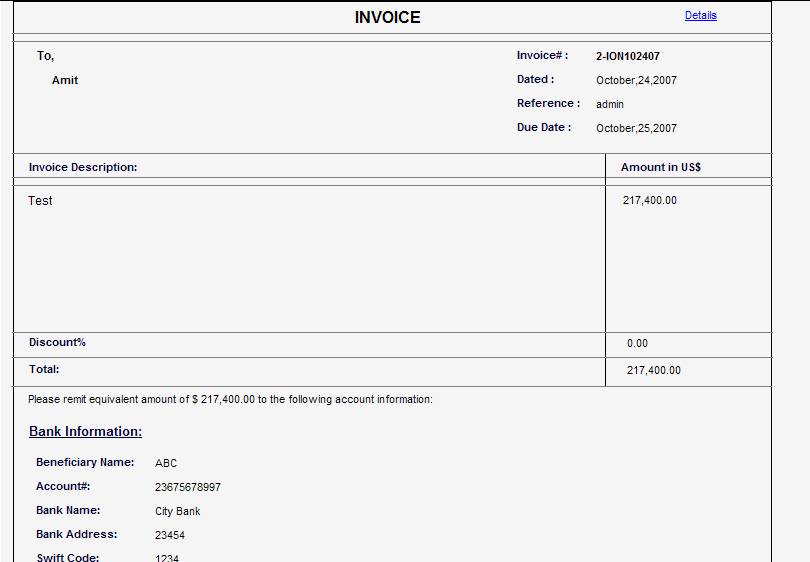 INVOICE Details
To, Invoice# : 2-ION102407
Amit Dated : October,24,2007
Reference : admin
Due Date : October,25,2007
Invoice Description: Amount in US$
Test 217,400.00
Discount% 0.00
Total: 217,400.00
Please remit equivalent amount of $ 217,400.00 to the following account information:
Bank Information:
Beneficiary Name: ABC
Account#: 23675678997
Bank Name: City Bank
Bank Address: 23454
Swift Code: 1234